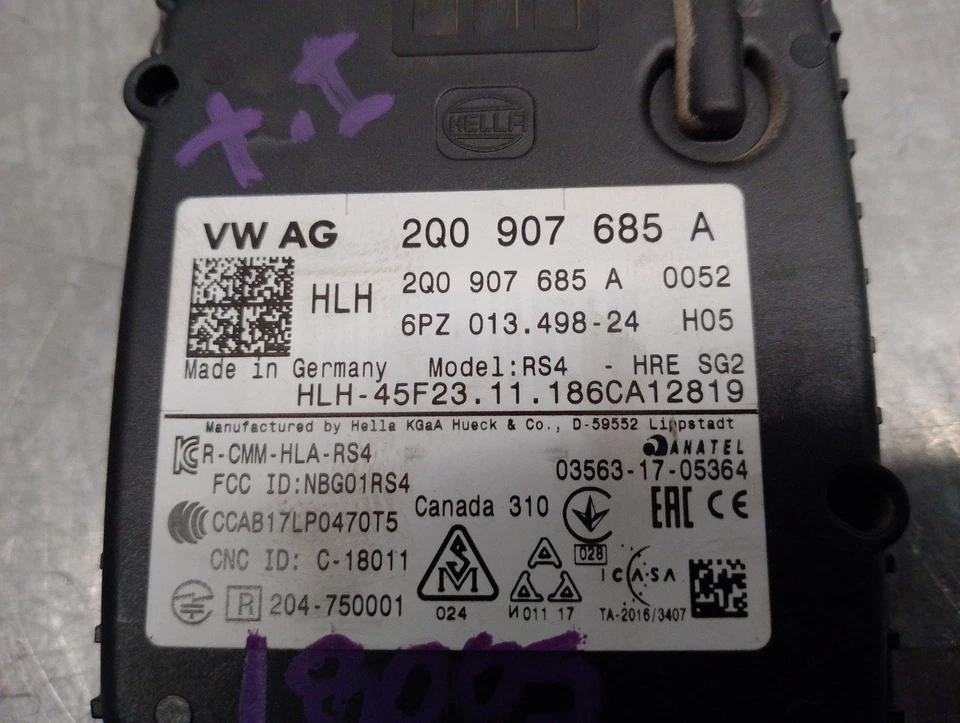 X.I
HELLA
VW AG 2Q0 907 685 A
HLH 2Q0 907 685 A 0052
6PZ 013.498-24 H05
Made in Germany Model:RS4 - HRE SG2
HLH-45F23.11.186CA12819
Manufactured by Hella KGaA Hueck & Co., D-59552 Lippstadt
R-CMM-HLA-RS4
ANATEL
03563-17-05364
FCC ID:NBG01RS4
Canada 310
EAC CE
CCAB17LP0470T5
028
CNC ID: C-18011
ICASA
R 204-750001
024
И011 17
TA-2016/3407